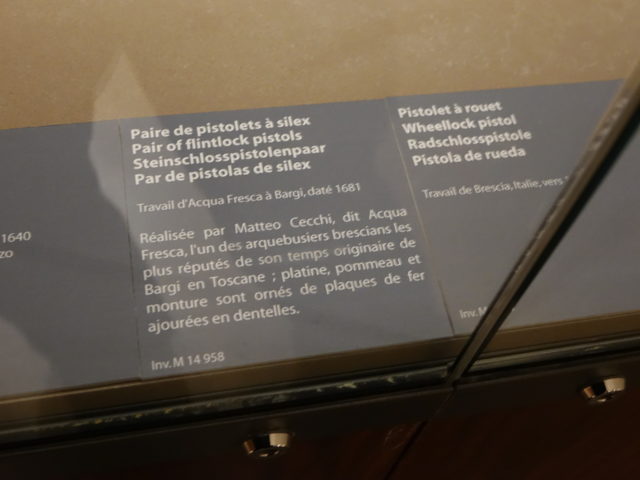 1640
zo
Paire de pistolets à silex
Pair of flintlock pistols
Steinschlosspistolenpaar
Par de pistolas de silex
Travail d'Acqua Fresca à Bargi, daté 1681
Réalisée par Matteo Cecchi, dit Acqua
Fresca, l'un des arquebusiers brescians les
plus réputés de son temps originaire de
Bargi en Toscane ; platine, pommeau et
monture sont ornés de plaques de fer
ajourées en dentelles.
Inv. M 14 958
Pistolet à rouet
Wheellock pistol
Radschlosspistole
Pistola de rueda
Travail de Brescia, Italie, vers
Inv. M